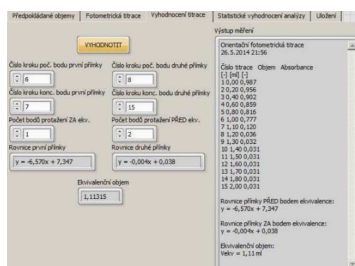 Předpokládané objemy
Fotometrická titrace
Vyhodnocení titrace
Statistické vyhodnocení analýzy
Uložení
VYHODNOTIT
Číslo kroku poč. bodu první přímky
6
Číslo kroku poč. bodu druhé přímky
8
Číslo kroku konc. bodu první přímky
7
Číslo kroku konc. bodu druhé přímky
15
Počet bodů protažení ZA ekv.
1
Počet bodů protažení PŘED ekv.
2
Rovnice první přímky
y = -6,570x + 7,347
Rovnice druhé přímky
y = -0,004x + 0,038
Ekvivalenční objem
1,11315
Výstup měření
Orientační fotometrická titrace
26.5.2014 21:56
Číslo titrace Objem Absorbance
[-] [ml] [-]
1 0,00 0,987
2 0,20 0,956
3 0,40 0,902
4 0,60 0,859
5 0,80 0,816
6 1,00 0,777
7 1,10 0,120
8 1,20 0,036
9 1,30 0,032
10 1,40 0,031
11 1,50 0,031
12 1,60 0,031
13 1,70 0,031
14 1,80 0,031
15 2,00 0,031
Rovnice přímky PŘED bodem ekvivalence:
y = -6,570x + 7,347
Rovnice přímky ZA bodem ekvivalence:
y = -0,004x + 0,038
Ekvivalenční objem:
Vekv = 1,11 ml